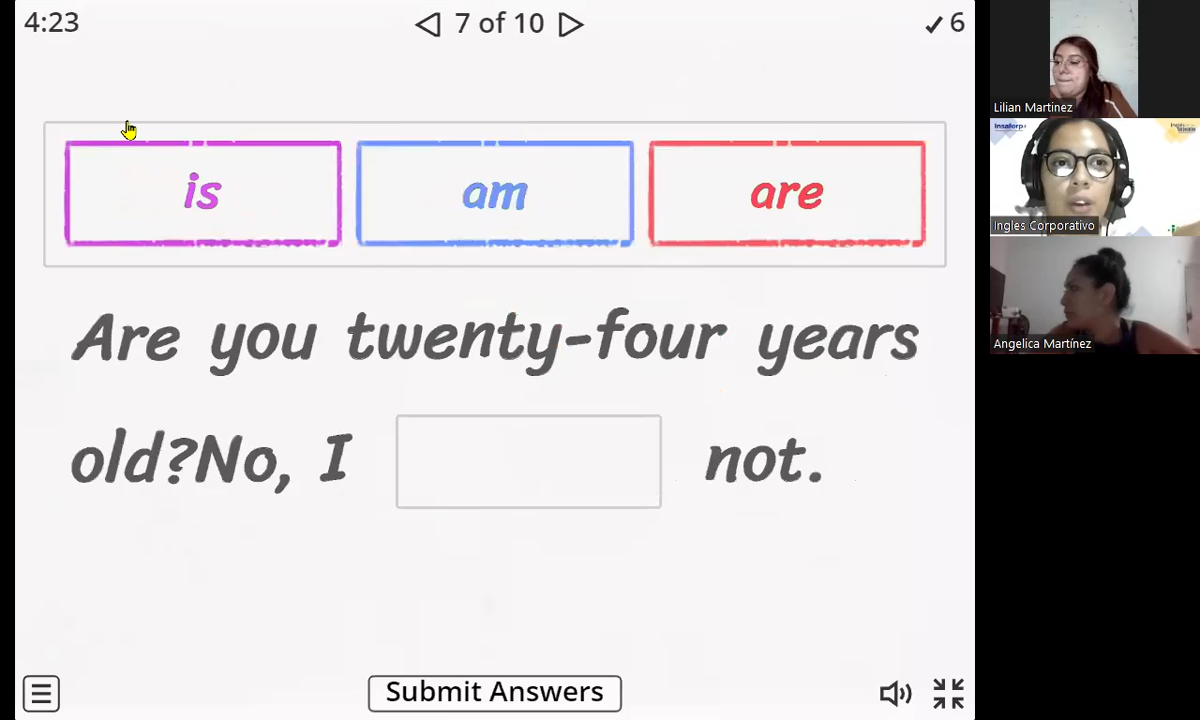 4:23
7 of 10
6
is
am
are
Are you twenty-four years
old?No, I
not.
Submit Answers
Lilian Martinez
Insaforp
Ingles Corporativo
Angelica Martínez